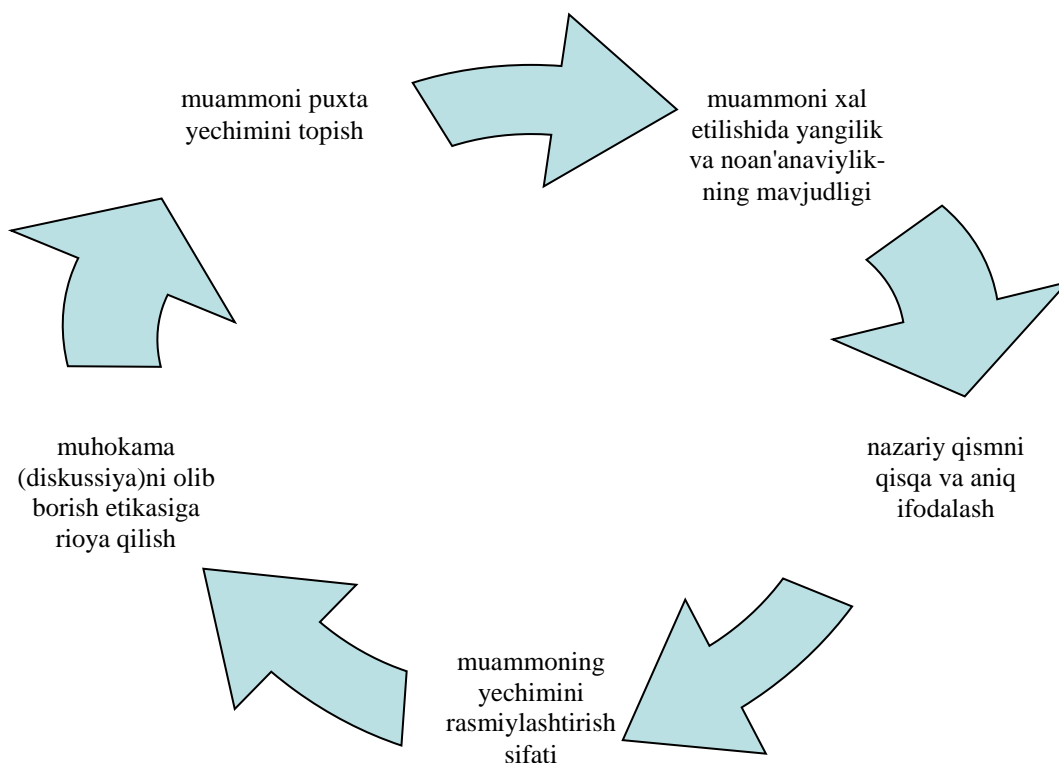 muammoni puxta
yechimini topish
muammoni xal
etilishida yangilik
va noan'anaviylik-
ning mavjudligi
nazariy qismni
qisqa va aniq
ifodalash
muammoning
yechimini
rasmiylashtirish
sifati
muhokama
(diskussiya)ni olib
borish etikasiga
rioya qilish